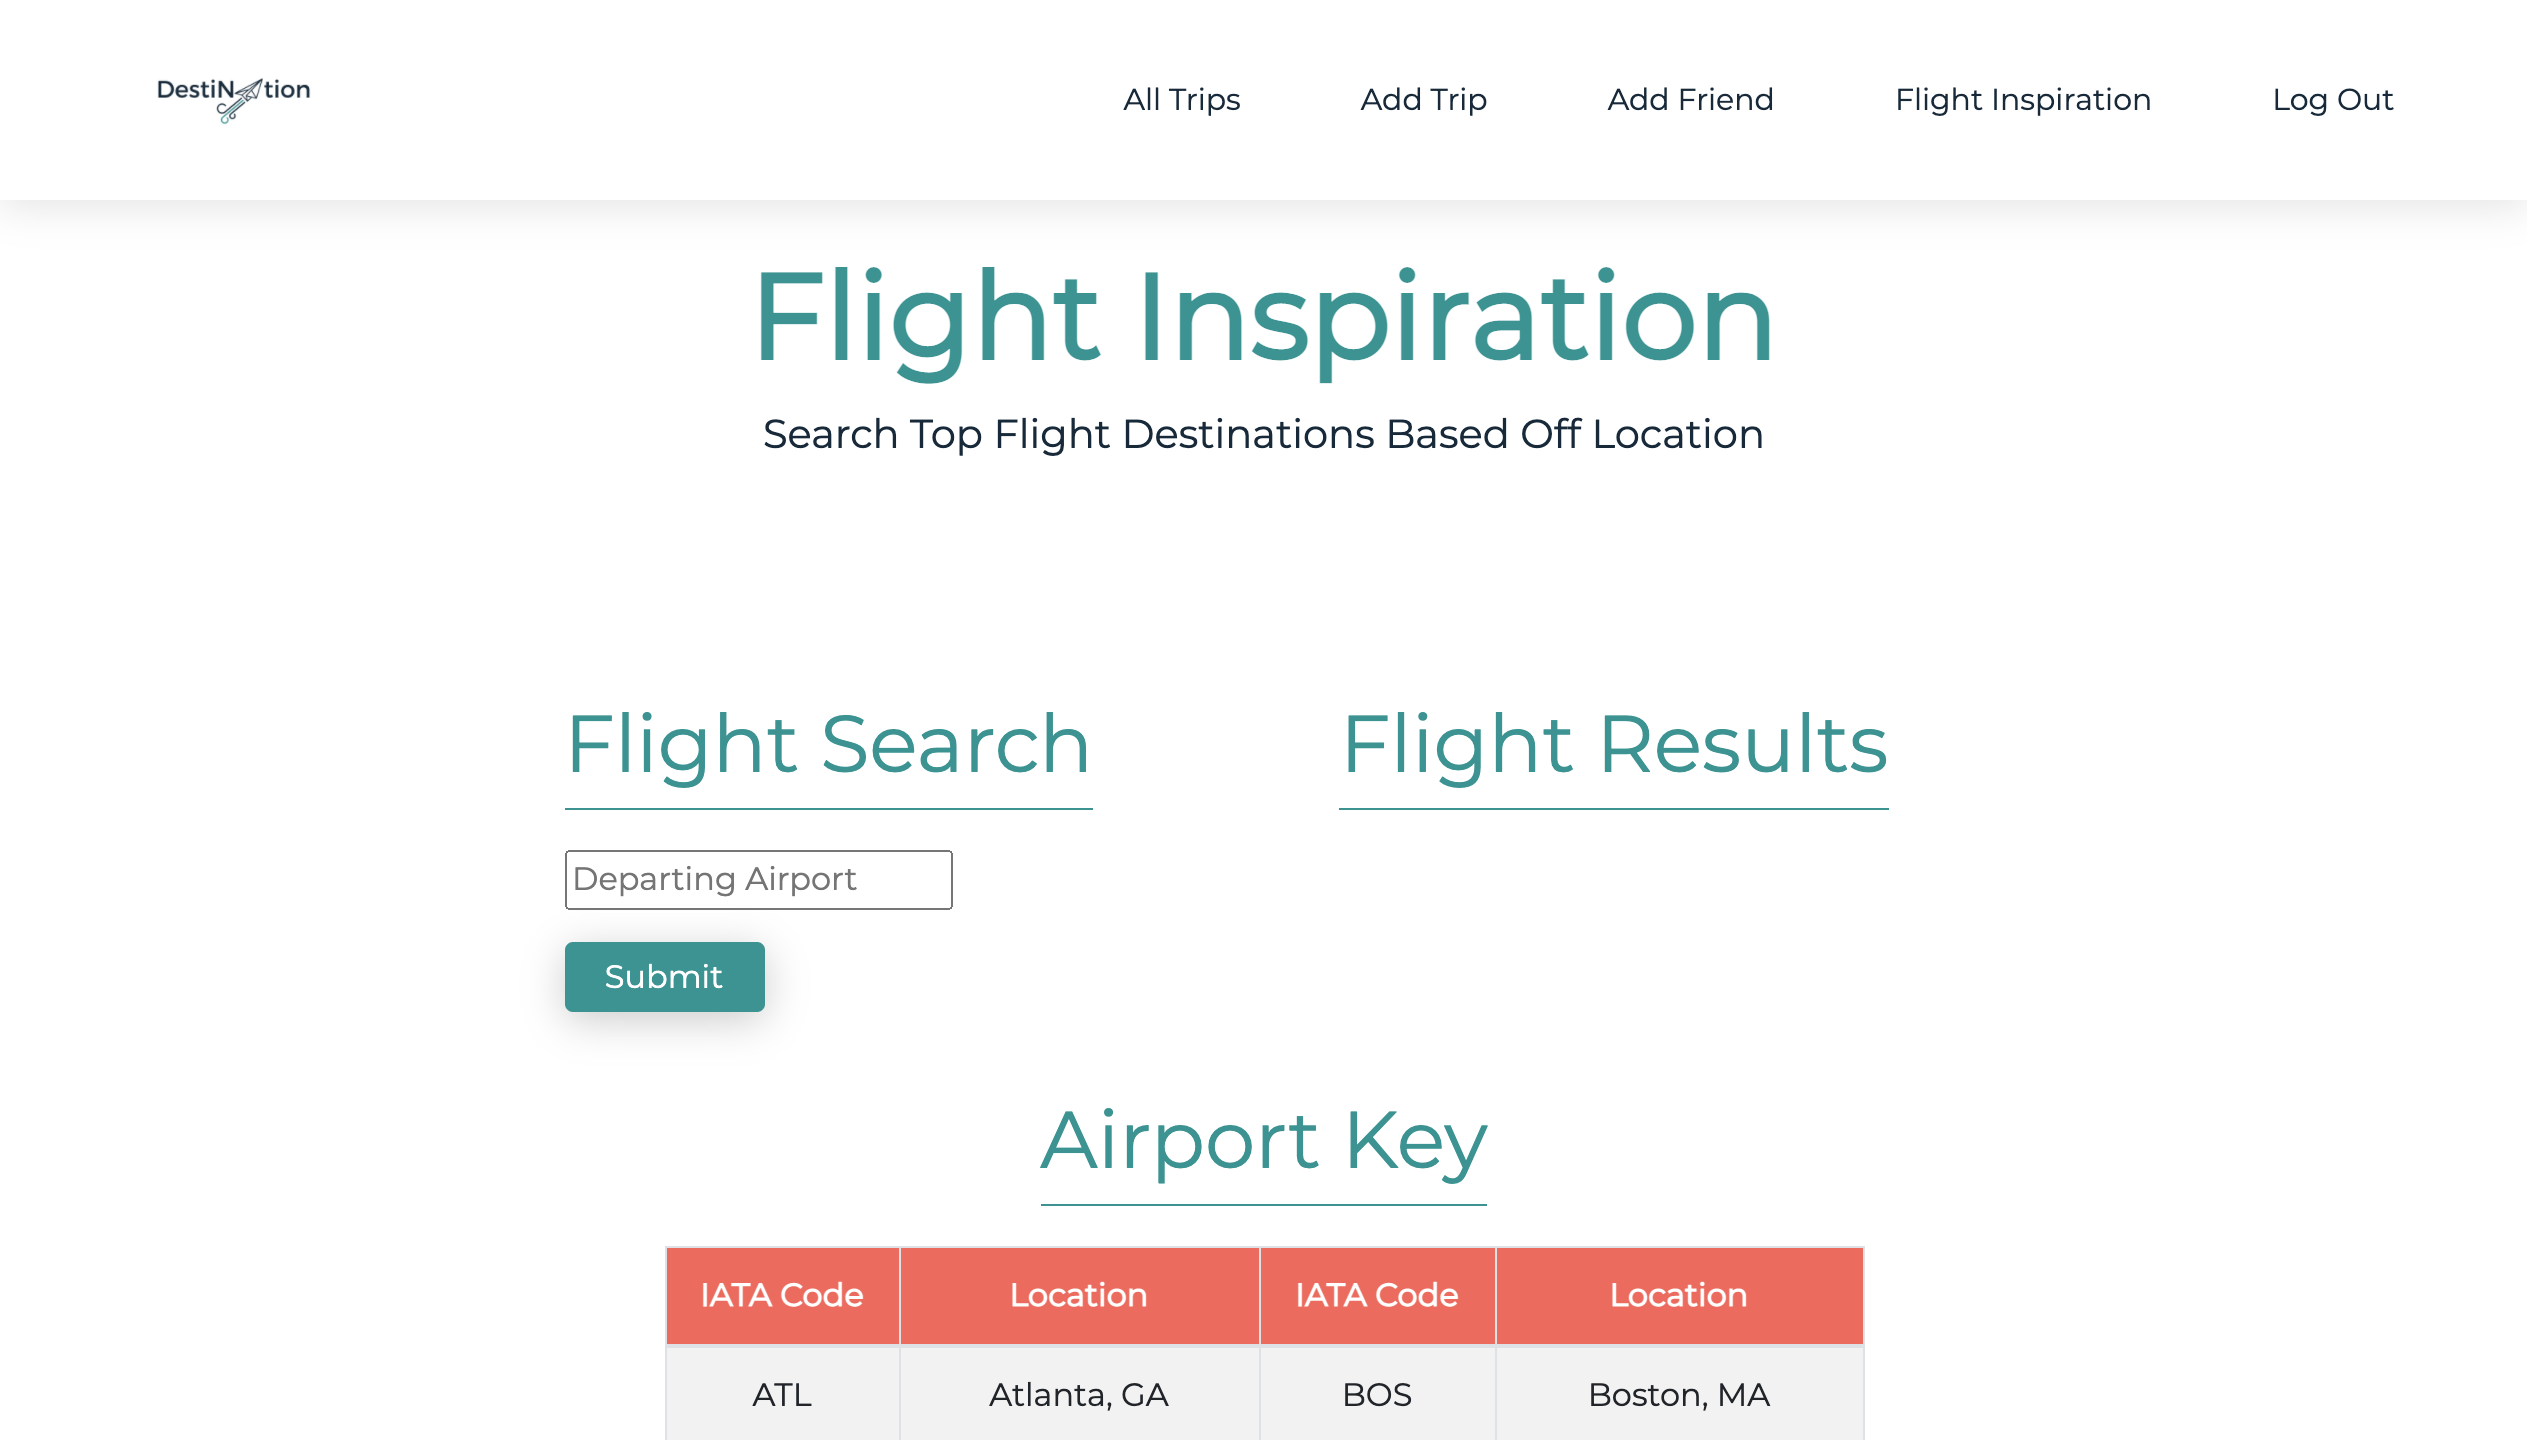 DestiNation
All Trips
Add Trip
Add Friend
Flight Inspiration
Log Out
Flight Inspiration
Search Top Flight Destinations Based Off Location
Flight Search
Flight Results
Departing Airport
Submit
Airport Key
IATA Code Location IATA Code Location
ATL Atlanta, GA BOS Boston, MA